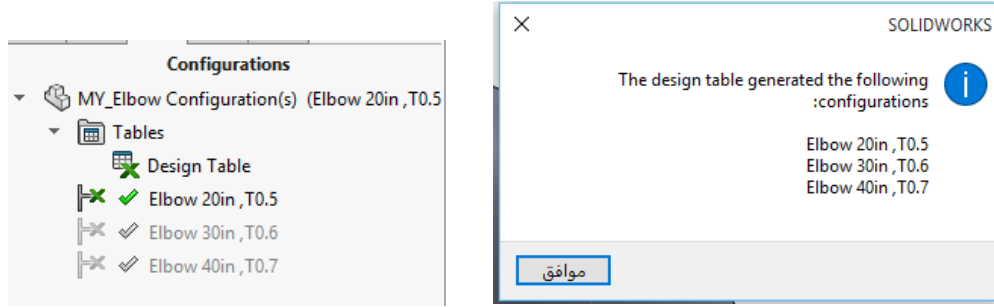 Configurations
MY_Elbow Configuration(s) (Elbow 20in ,T0.5
Tables
Design Table
Elbow 20in ,T0.5
Elbow 30in ,T0.6
Elbow 40in ,T0.7
SOLIDWORKS
The design table generated the following
:configurations
Elbow 20in ,T0.5
Elbow 30in ,T0.6
Elbow 40in ,T0.7
موافق